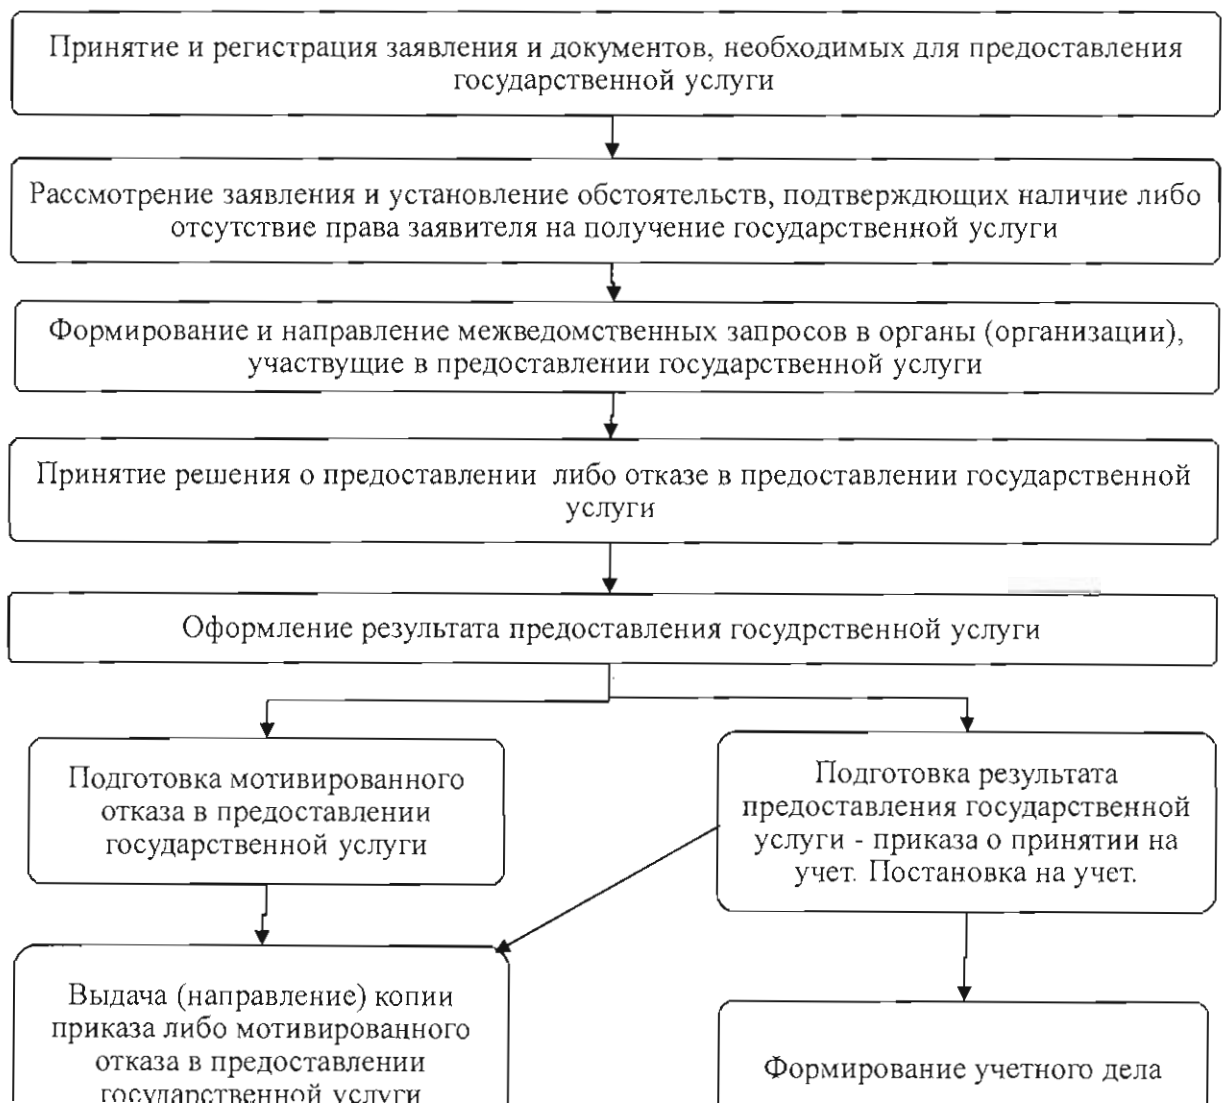 Принятие и регистрация заявления и документов, необходимых для предоставления
государственной услуги
Рассмотрение заявления и установление обстоятельств, подтверждющих наличие либо
отсутствие права заявителя на получение государственной услуги
Формирование и направление межведомственных запросов в органы (организации),
участвущие в предоставлении государственной услуги
Принятие решения о предоставлении либо отказе в предоставлении государственной
услуги
Оформление результата предоставления госудрственной услуги
Подготовка мотивированного
отказа в предоставлении
государственной услуги
Подготовка результата
предоставления государственной
услуги - приказа о принятии на
учет. Постановка на учет.
Выдача (направление) копии
приказа либо мотивированного
отказа в предоставлении
государственной услуги
Формирование учетного дела